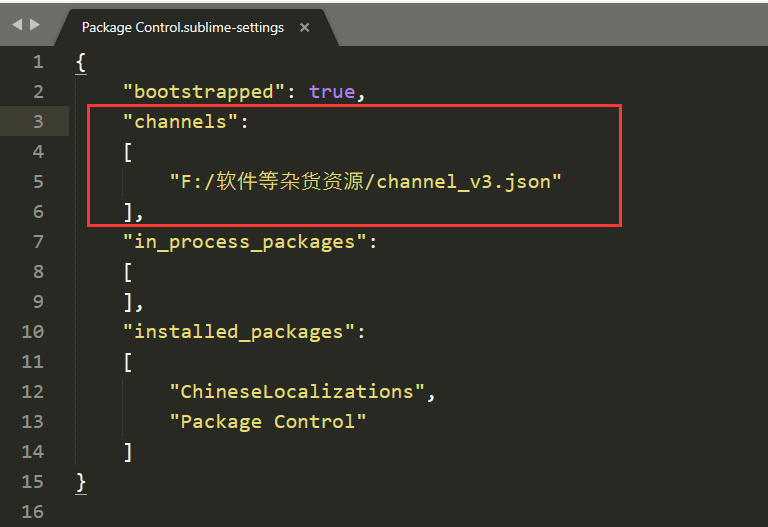 Package Control.sublime-settings ×
1 {
2 "bootstrapped": true,
3 "channels":
4 [
5 "F:/软件等杂货资源/channel_v3.json"
6 ],
7 "in_process_packages":
8 [
9 ],
10 "installed_packages":
11 [
12 "ChineseLocalizations",
13 "Package Control"
14 ]
15 }
16